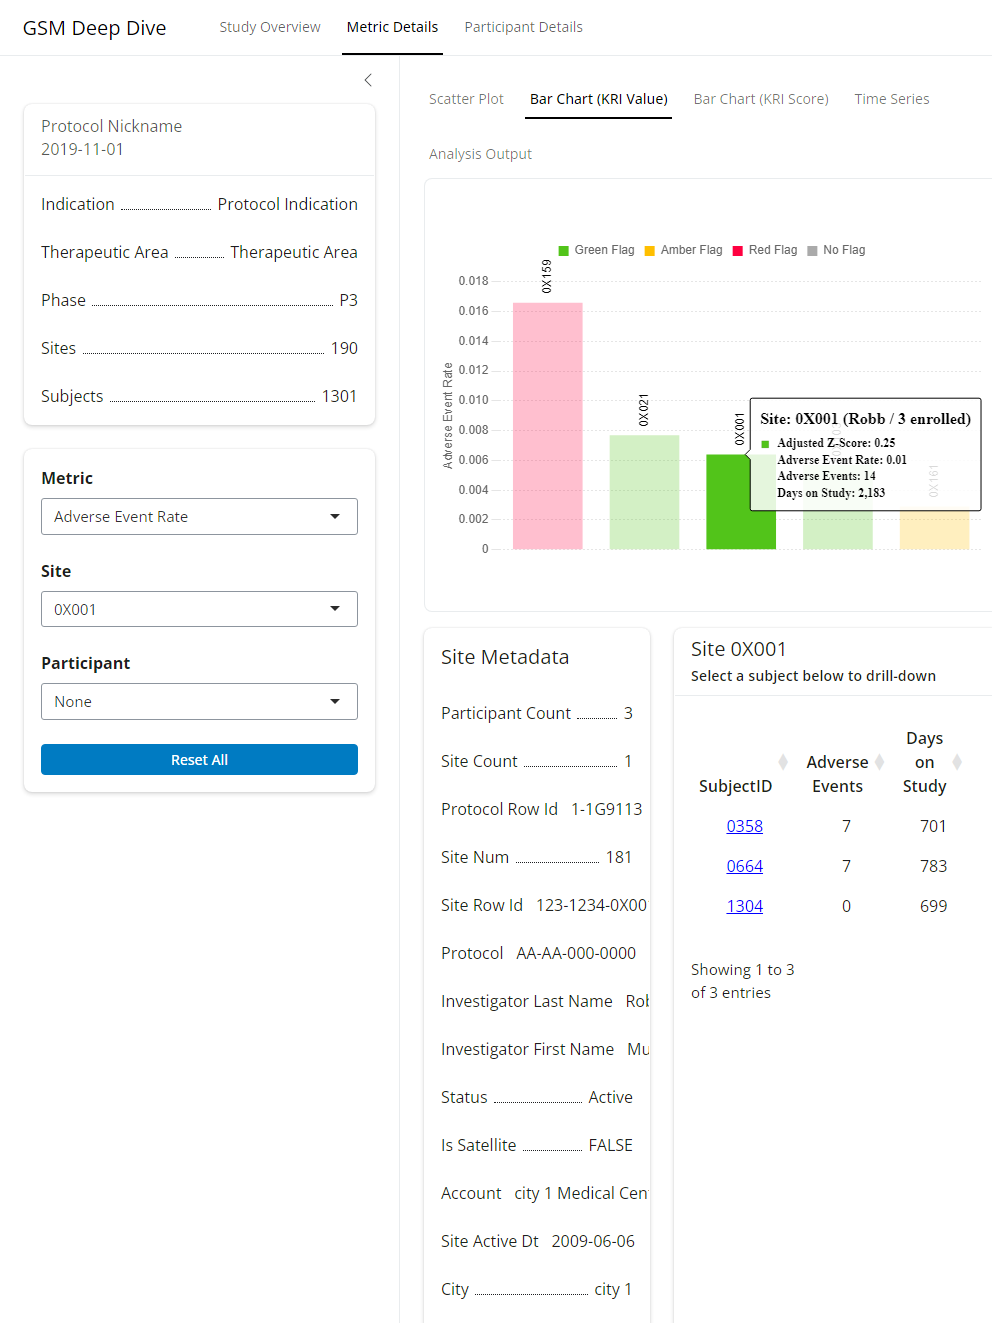 GSM Deep Dive
Study Overview
Metric Details
Participant Details
Protocol Nickname
2019-11-01
Indication Protocol Indication
Therapeutic Area Therapeutic Area
Phase P3
Sites 190
Subjects 1301
Metric
Adverse Event Rate
Site
0X001
Participant
None
Reset All
Scatter Plot
Bar Chart (KRI Value)
Bar Chart (KRI Score)
Time Series
Analysis Output
Green Flag
Amber Flag
Red Flag
No Flag
Adverse Event Rate
0.018
0.016
0.014
0.012
0.010
0.008
0.006
0.004
0.002
0
0X159
0X021
0X001
0X161
Site: 0X001 (Robb / 3 enrolled)
Adjusted Z-Score: 0.25
Adverse Event Rate: 0.01
Adverse Events: 14
Days on Study: 2,183
Site Metadata
Participant Count 3
Site Count 1
Protocol Row Id 1-1G9113
Site Num 181
Site Row Id 123-1234-0X00
Protocol AA-AA-000-0000
Investigator Last Name Rob
Investigator First Name Mu
Status Active
Is Satellite FALSE
Account city 1 Medical Cen
Site Active Dt 2009-06-06
City city 1
Site 0X001
Select a subject below to drill-down
SubjectID
Adverse
Events
Days
on
Study
0358 7 701
0664 7 783
1304 0 699
Showing 1 to 3
of 3 entries